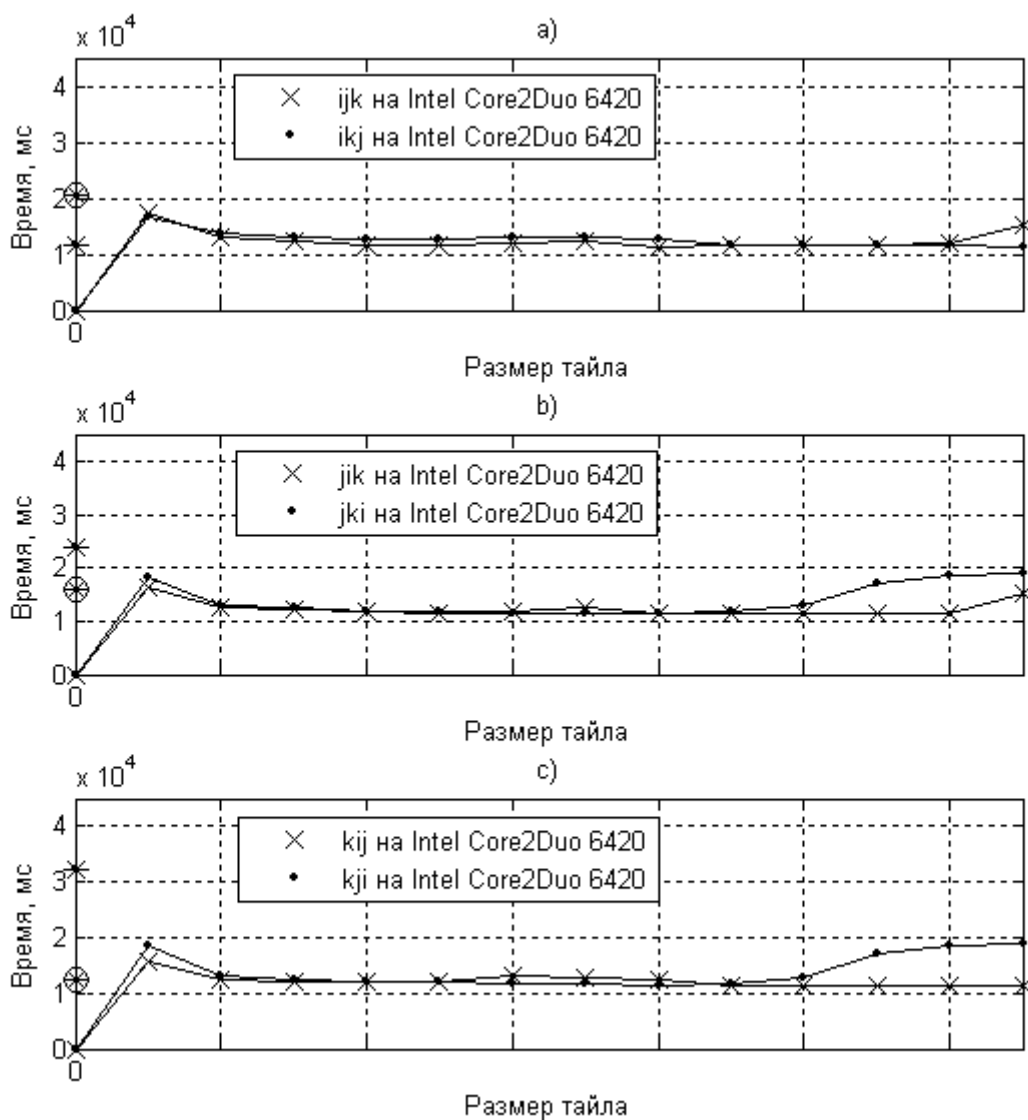 a)
x 10^4
4
3
2
1
0
0
Время, мс
ijk на Intel Core2Duo 6420
ikj на Intel Core2Duo 6420
Размер тайла
b)
x 10^4
4
3
2
1
0
0
Время, мс
jik на Intel Core2Duo 6420
jki на Intel Core2Duo 6420
Размер тайла
c)
x 10^4
4
3
2
1
0
0
Время, мс
kij на Intel Core2Duo 6420
kji на Intel Core2Duo 6420
Размер тайла